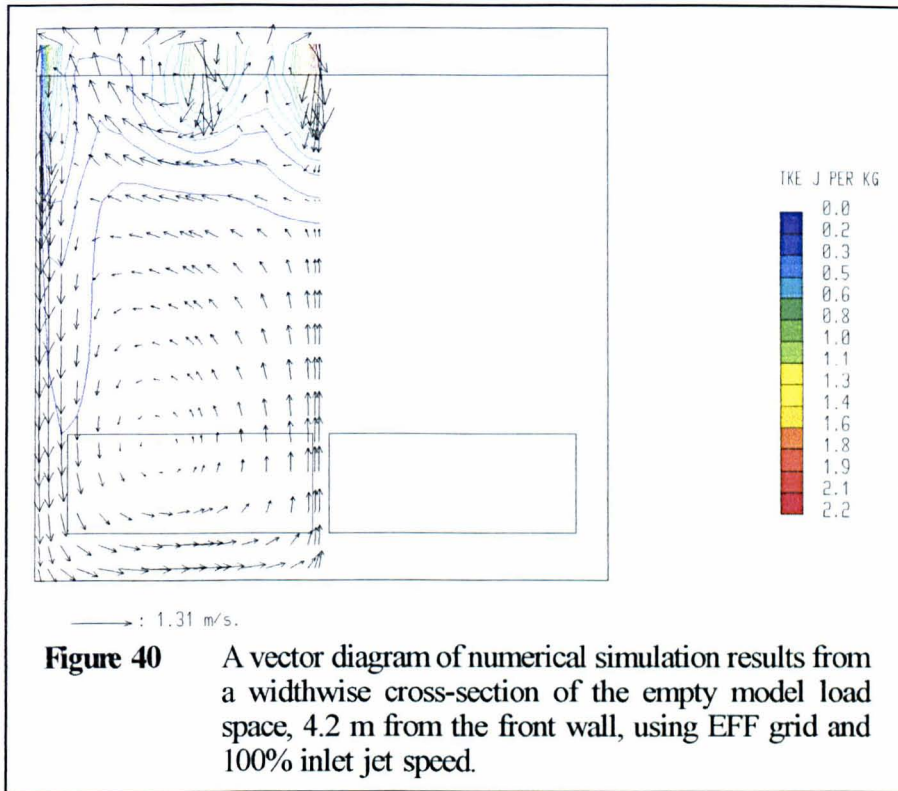 TKE J PER KG
0.0
0.2
0.3
0.5
0.6
0.8
1.0
1.1
1.3
1.4
1.6
1.8
1.9
2.1
2.2
: 1.31 m/s.
Figure 40 A vector diagram of numerical simulation results from
a widthwise cross-section of the empty model load
space, 4.2 m from the front wall, using EFF grid and
100% inlet jet speed.